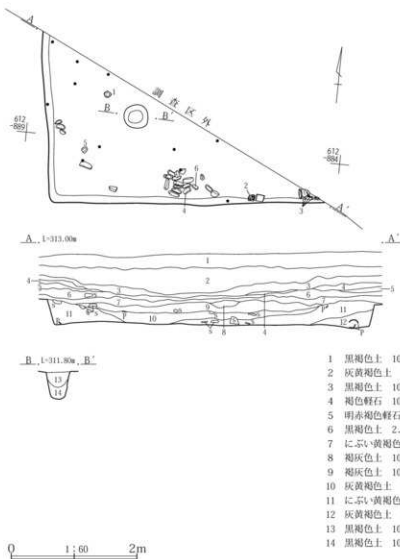 A
調査区外
1
B
B′
612
-889
5
6
2
4
3
612
-884
A′
A L=313.00m A′
1
2
3
4
5
6
7
8
9
10
11
12
B L=311.80m B′
13
14
1 黒褐色土 10
2 灰黄褐色土
3 黒褐色土 10
4 褐色軽石 10
5 明赤褐色軽石
6 黒褐色土 2.
7 にぶい黄褐色
8 褐灰色土 10
9 褐灰色土 10
10 灰黄褐色土
11 にぶい黄褐色
12 灰黄褐色土
13 黒褐色土 10
14 黒褐色土 10
0 1:60 2m